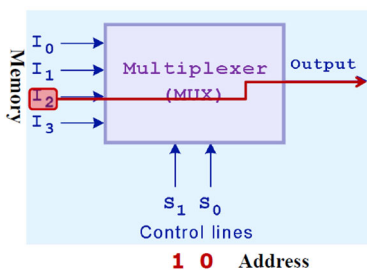 Memory
I0
I1
I2
I3
Multiplexer
(MUX)
Output
S1 S0
Control lines
1 0 Address